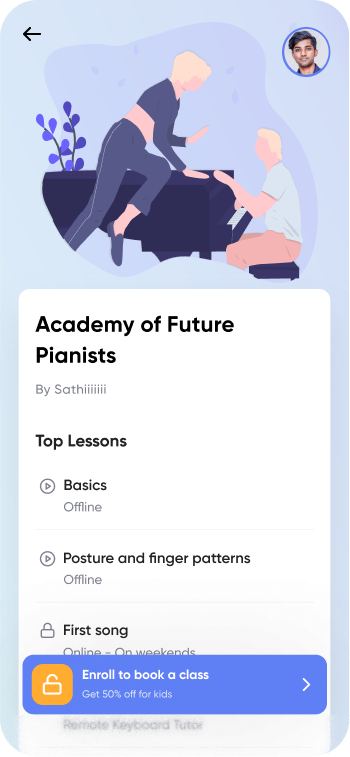 Academy of Future
Pianists
By Sathiiiiiii
Top Lessons
Basics
Offline
Posture and finger patterns
Offline
First song
Online - On weekends
Enroll to book a class
Get 50% off for kids
Remote Keyboard Tutor